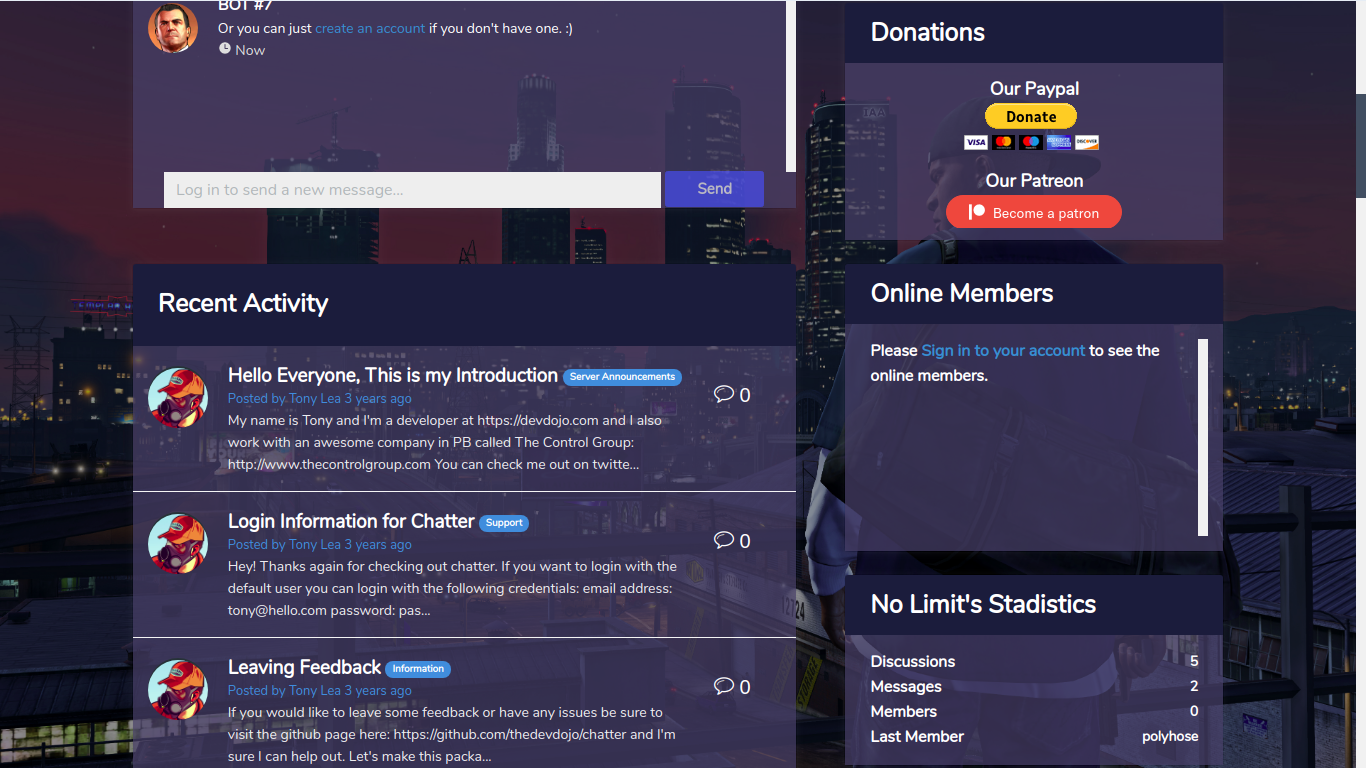 BOT #7
Or you can just create an account if you don't have one. :)
Now
Log in to send a new message...
Send
Recent Activity
Hello Everyone, This is my Introduction Server Announcements
Posted by Tony Lea 3 years ago
0
My name is Tony and I'm a developer at https://devdojo.com and I also
work with an awesome company in PB called The Control Group:
http://www.thecontrolgroup.com You can check me out on twitte...
Login Information for Chatter Support
Posted by Tony Lea 3 years ago
0
Hey! Thanks again for checking out chatter. If you want to login with the
default user you can login with the following credentials: email address:
tony@hello.com password: pas...
Leaving Feedback Information
Posted by Tony Lea 3 years ago
0
If you would like to leave some feedback or have any issues be sure to
visit the github page here: https://github.com/thedevdojo/chatter and I'm
sure I can help out. Let's make this packa...
Donations
Our Paypal
Donate
VISA DISCOVER
Our Patreon
Become a patron
Online Members
Please Sign in to your account to see the
online members.
No Limit's Stadistics
Discussions 5
Messages 2
Members 0
Last Member polyhose
IAA
12724